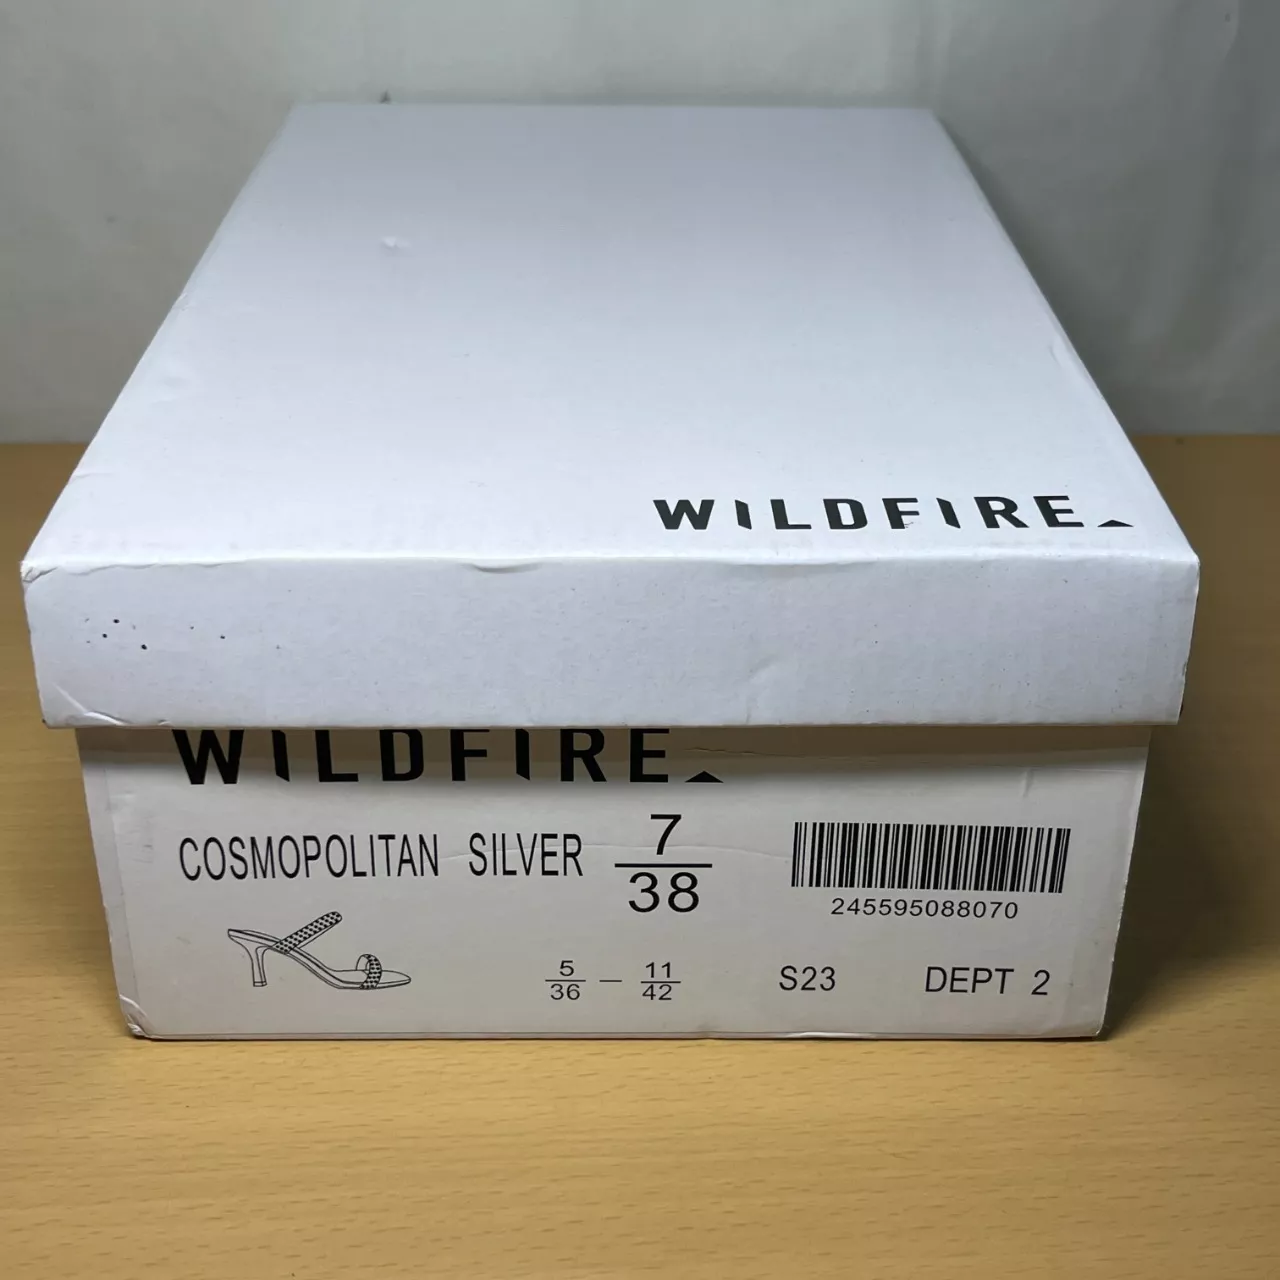 WILDFIRE
WILDFIRE
COSMOPOLITAN SILVER 7
38
245595088070
5
36 – 11
42
S23 DEPT 2